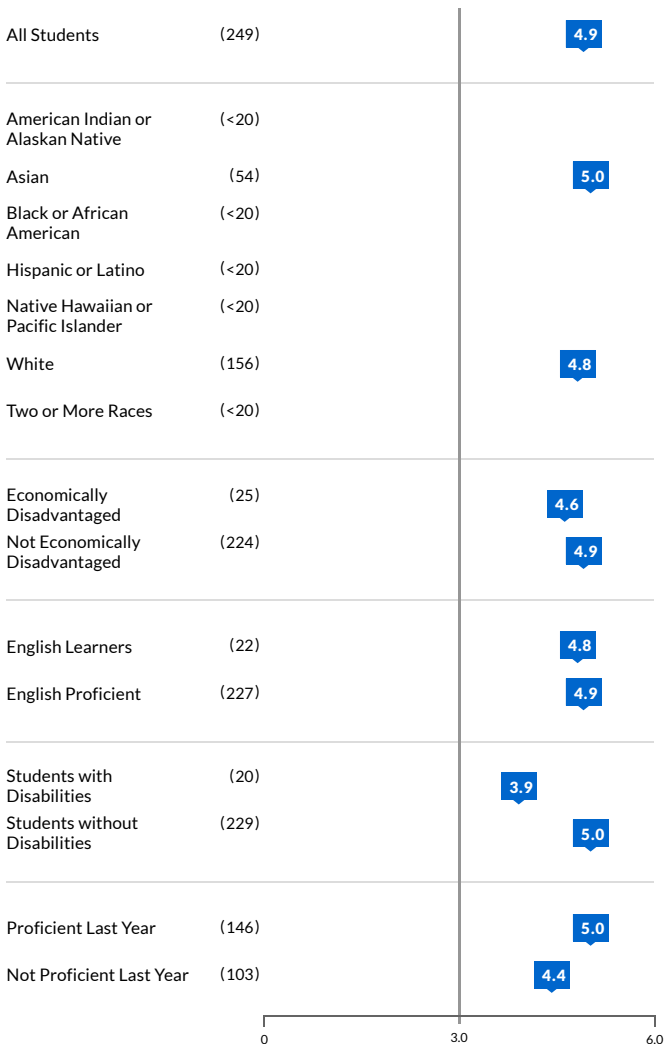 All Students (249) 4.9
American Indian or (<20)
Alaskan Native
Asian (54) 5.0
Black or African (<20)
American
Hispanic or Latino (<20)
Native Hawaiian or (<20)
Pacific Islander
White (156) 4.8
Two or More Races (<20)
Economically (25) 4.6
Disadvantaged
Not Economically (224) 4.9
Disadvantaged
English Learners (22) 4.8
English Proficient (227) 4.9
Students with (20) 3.9
Disabilities
Students without (229) 5.0
Disabilities
Proficient Last Year (146) 5.0
Not Proficient Last Year (103) 4.4
0 3.0 6.0